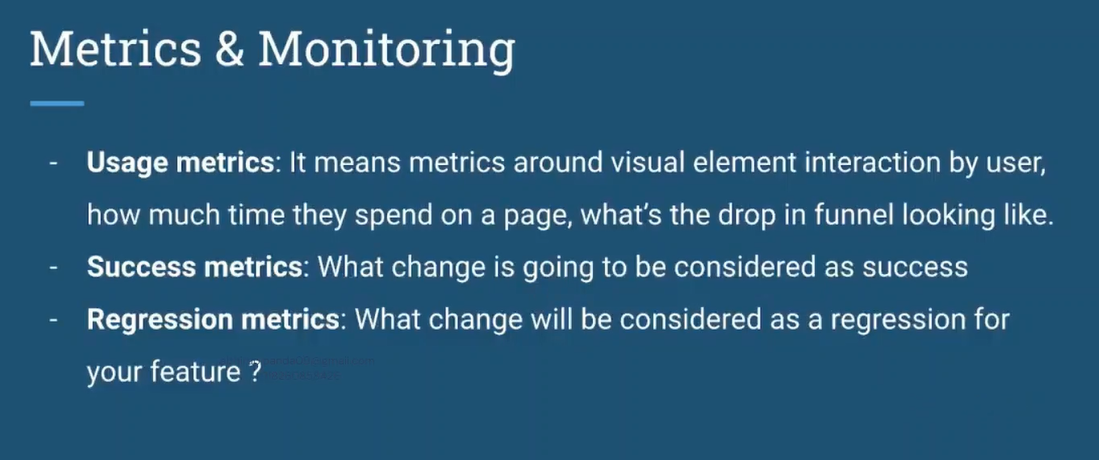 Metrics & Monitoring
- Usage metrics: It means metrics around visual element interaction by user,
how much time they spend on a page, what's the drop in funnel looking like.
- Success metrics: What change is going to be considered as success
- Regression metrics: What change will be considered as a regression for
your feature ?